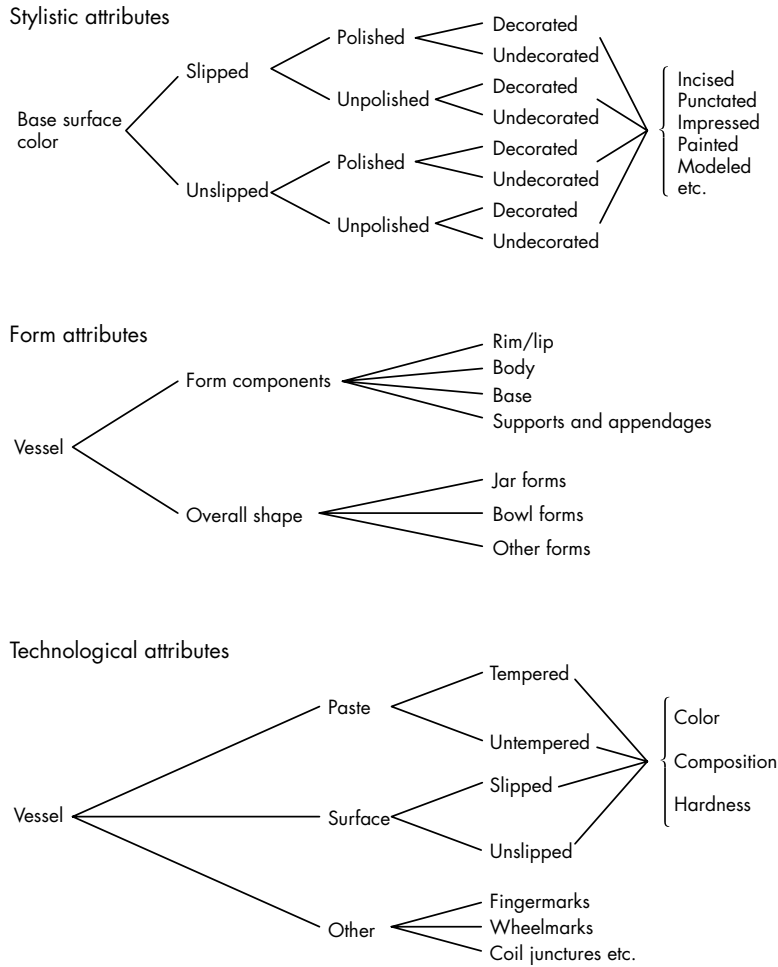 Stylistic attributes
Base surface
color
Slipped
Unslipped
Polished
Unpolished
Polished
Unpolished
Decorated
Undecorated
Decorated
Undecorated
Decorated
Undecorated
Decorated
Undecorated
Incised
Punctated
Impressed
Painted
Modeled
etc.
Form attributes
Vessel
Form components
Overall shape
Rim/lip
Body
Base
Supports and appendages
Jar forms
Bowl forms
Other forms
Technological attributes
Vessel
Paste
Surface
Other
Tempered
Untempered
Slipped
Unslipped
Fingermarks
Wheelmarks
Coil junctures etc.
Color
Composition
Hardness